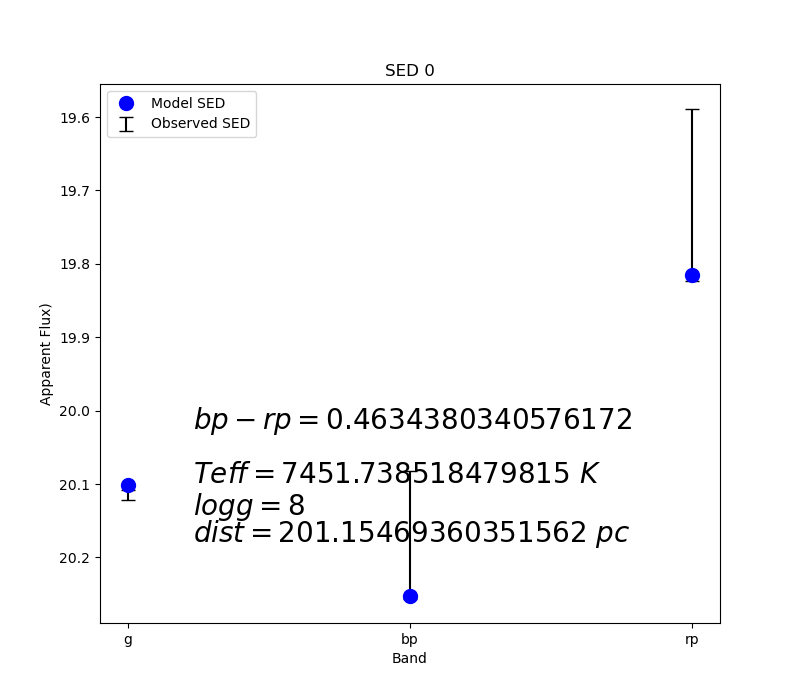 SED 0
Model SED
Observed SED
19.6
19.7
19.8
19.9
20.0
20.1
20.2
Apparent Flux)
bp − rp = 0.4634380340576172
Teff = 7451.738518479815 K
logg = 8
dist = 201.15469360351562 pc
g bp rp
Band